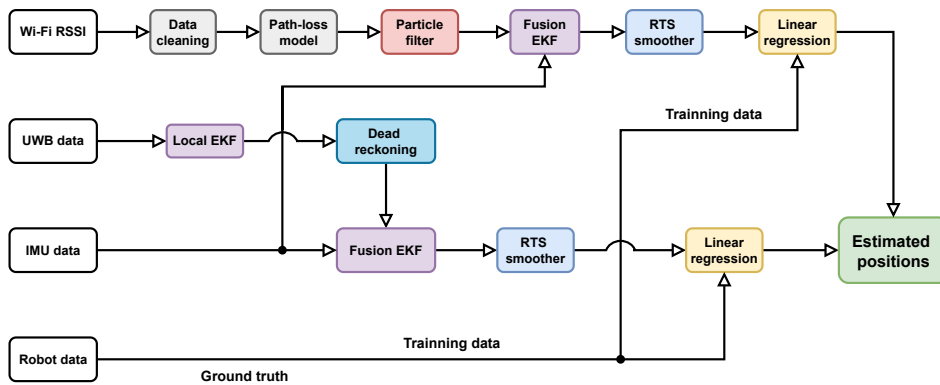 Wi-Fi RSSI
Data
cleaning
Path-loss
model
Particle
filter
Fusion
EKF
RTS
smoother
Linear
regression
Trainning data
UWB data
Local EKF
Dead
reckoning
IMU data
Fusion EKF
RTS
smoother
Linear
regression
Estimated
positions
Robot data
Trainning data
Ground truth